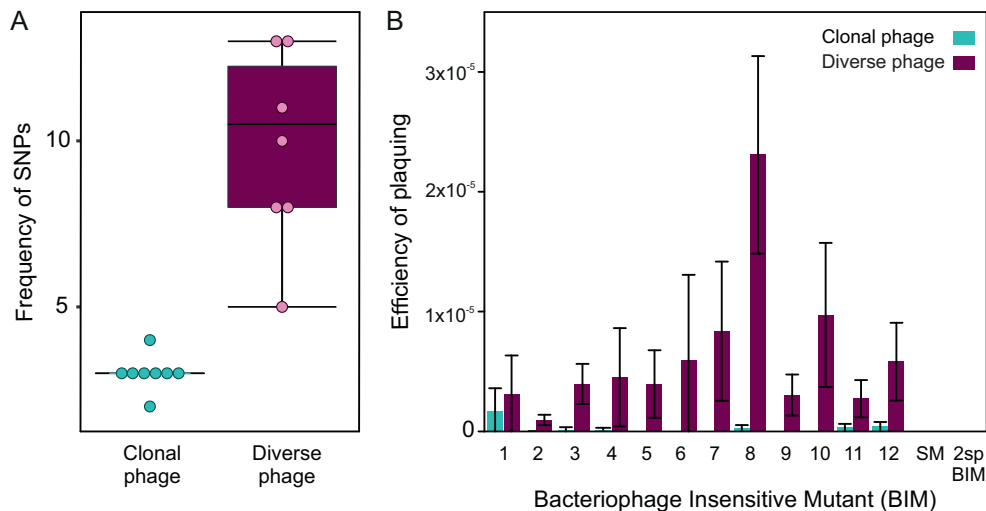 A
Frequency of SNPs
10
5
Clonal
phage
Diverse
phage
B
Clonal phage
Diverse phage
Efficiency of plaquing
3x10⁻⁵
2x10⁻⁵
1x10⁻⁵
0
1 2 3 4 5 6 7 8 9 10 11 12 SM 2sp
BIM
Bacteriophage Insensitive Mutant (BIM)